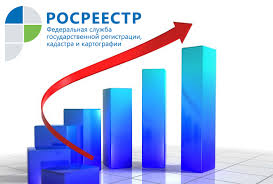 РОСРЕЕСТР
Федеральная служба
государственной регистрации,
кадастра и картографии